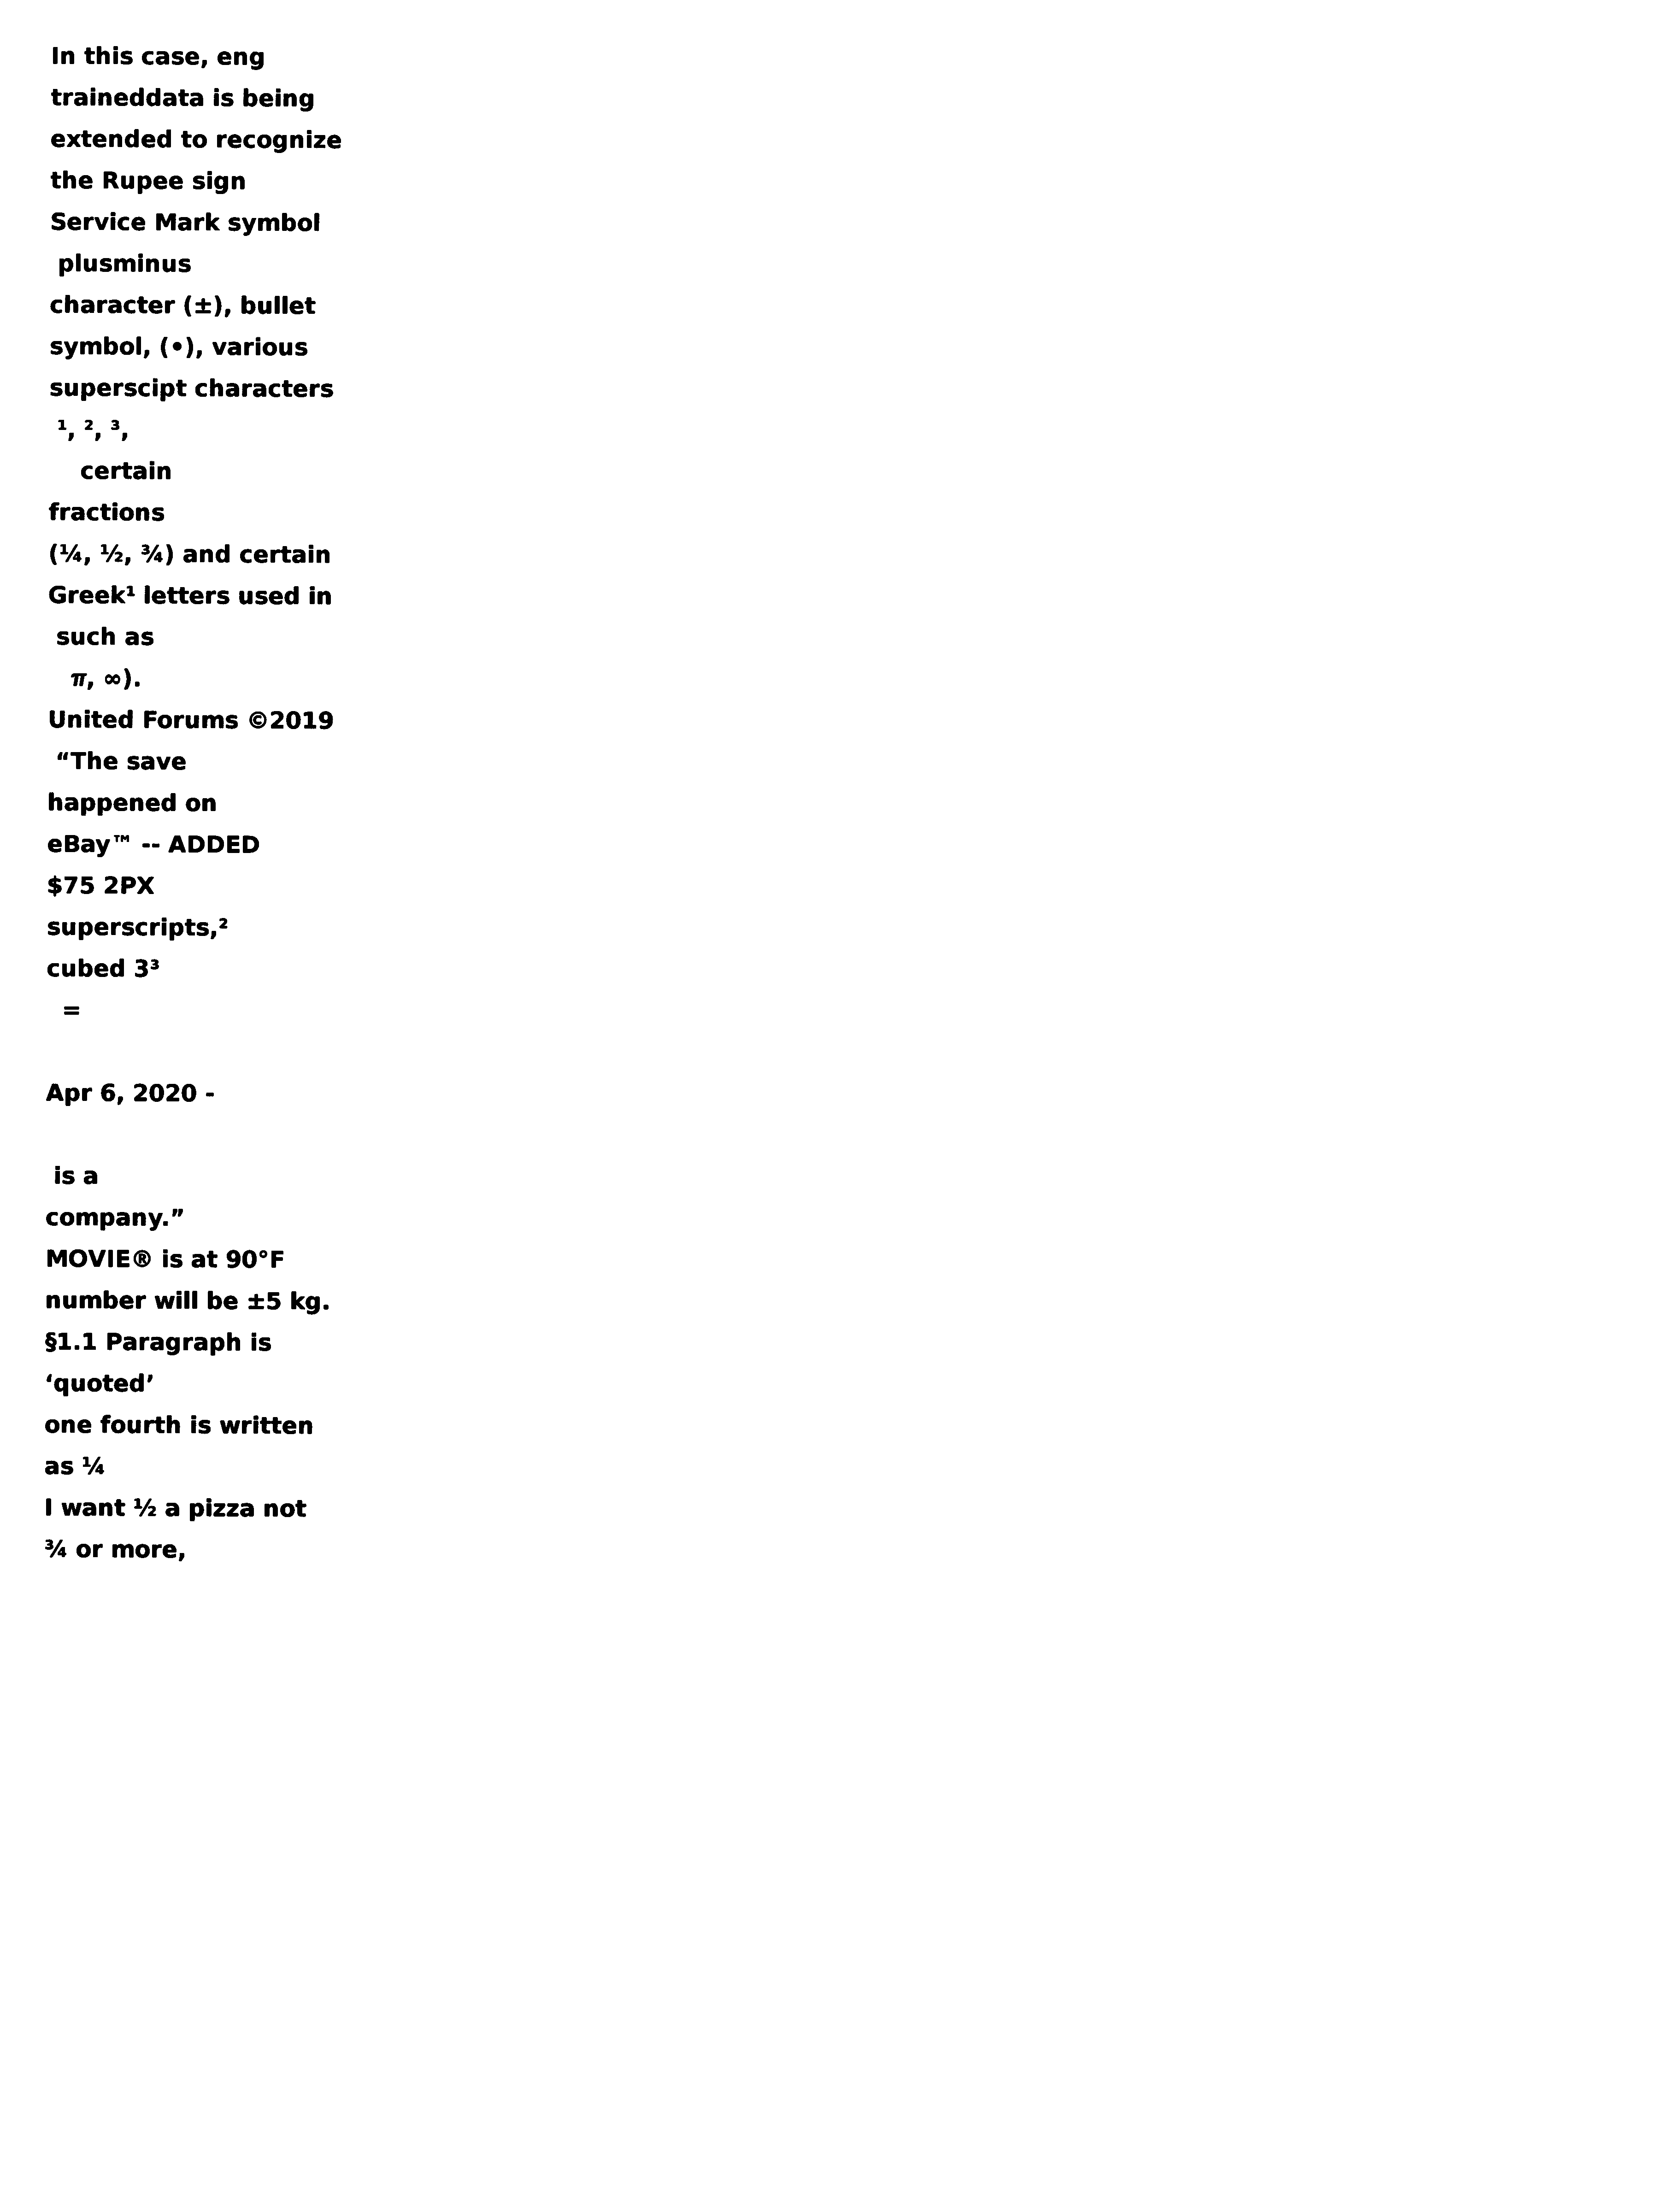 In this case, eng
traineddata is being
extended to recognize
the Rupee sign
Service Mark symbol
plusminus
character (±), bullet
symbol, (•), various
superscipt characters
¹, ², ³,
certain
fractions
(¼, ½, ¾) and certain
Greek¹ letters used in
such as
π, ∞).
United Forums ©2019
“The save
happened on
eBay™ -- ADDED
$75 2PX
superscripts,²
cubed 3³
=
Apr 6, 2020 -
is a
company.”
MOVIE® is at 90°F
number will be ±5 kg.
§1.1 Paragraph is
‘quoted’
one fourth is written
as ¼
I want ½ a pizza not
¾ or more,